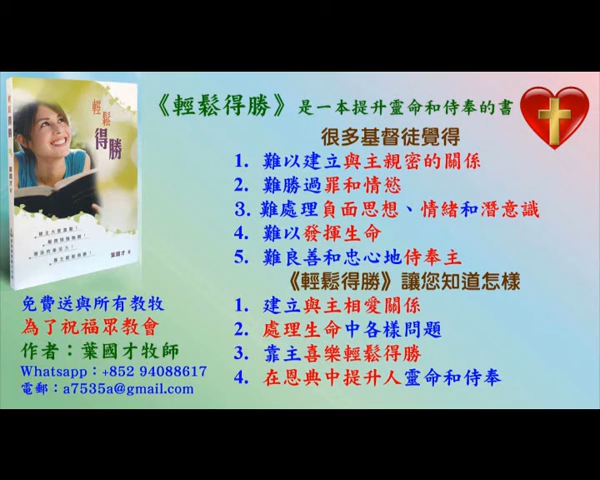 《輕鬆得勝》是一本提升靈命和侍奉的書
很多基督徒覺得
1. 難以建立與主親密的關係
2. 難勝過罪和情慾
3. 難處理負面思想、情緒和潛意識
4. 難以發揮生命
5. 難良善和忠心地侍奉主
《輕鬆得勝》讓您知道怎樣
1. 建立與主相愛關係
2. 處理生命中各樣問題
3. 靠主喜樂輕鬆得勝
4. 在恩典中提升人靈命和侍奉
輕鬆
得勝
葉國才 著
輕鬆得勝
免費送與所有教牧
為了祝福眾教會
作者：葉國才牧師
Whatsapp：+852 94088617
電郵：a7535a@gmail.com